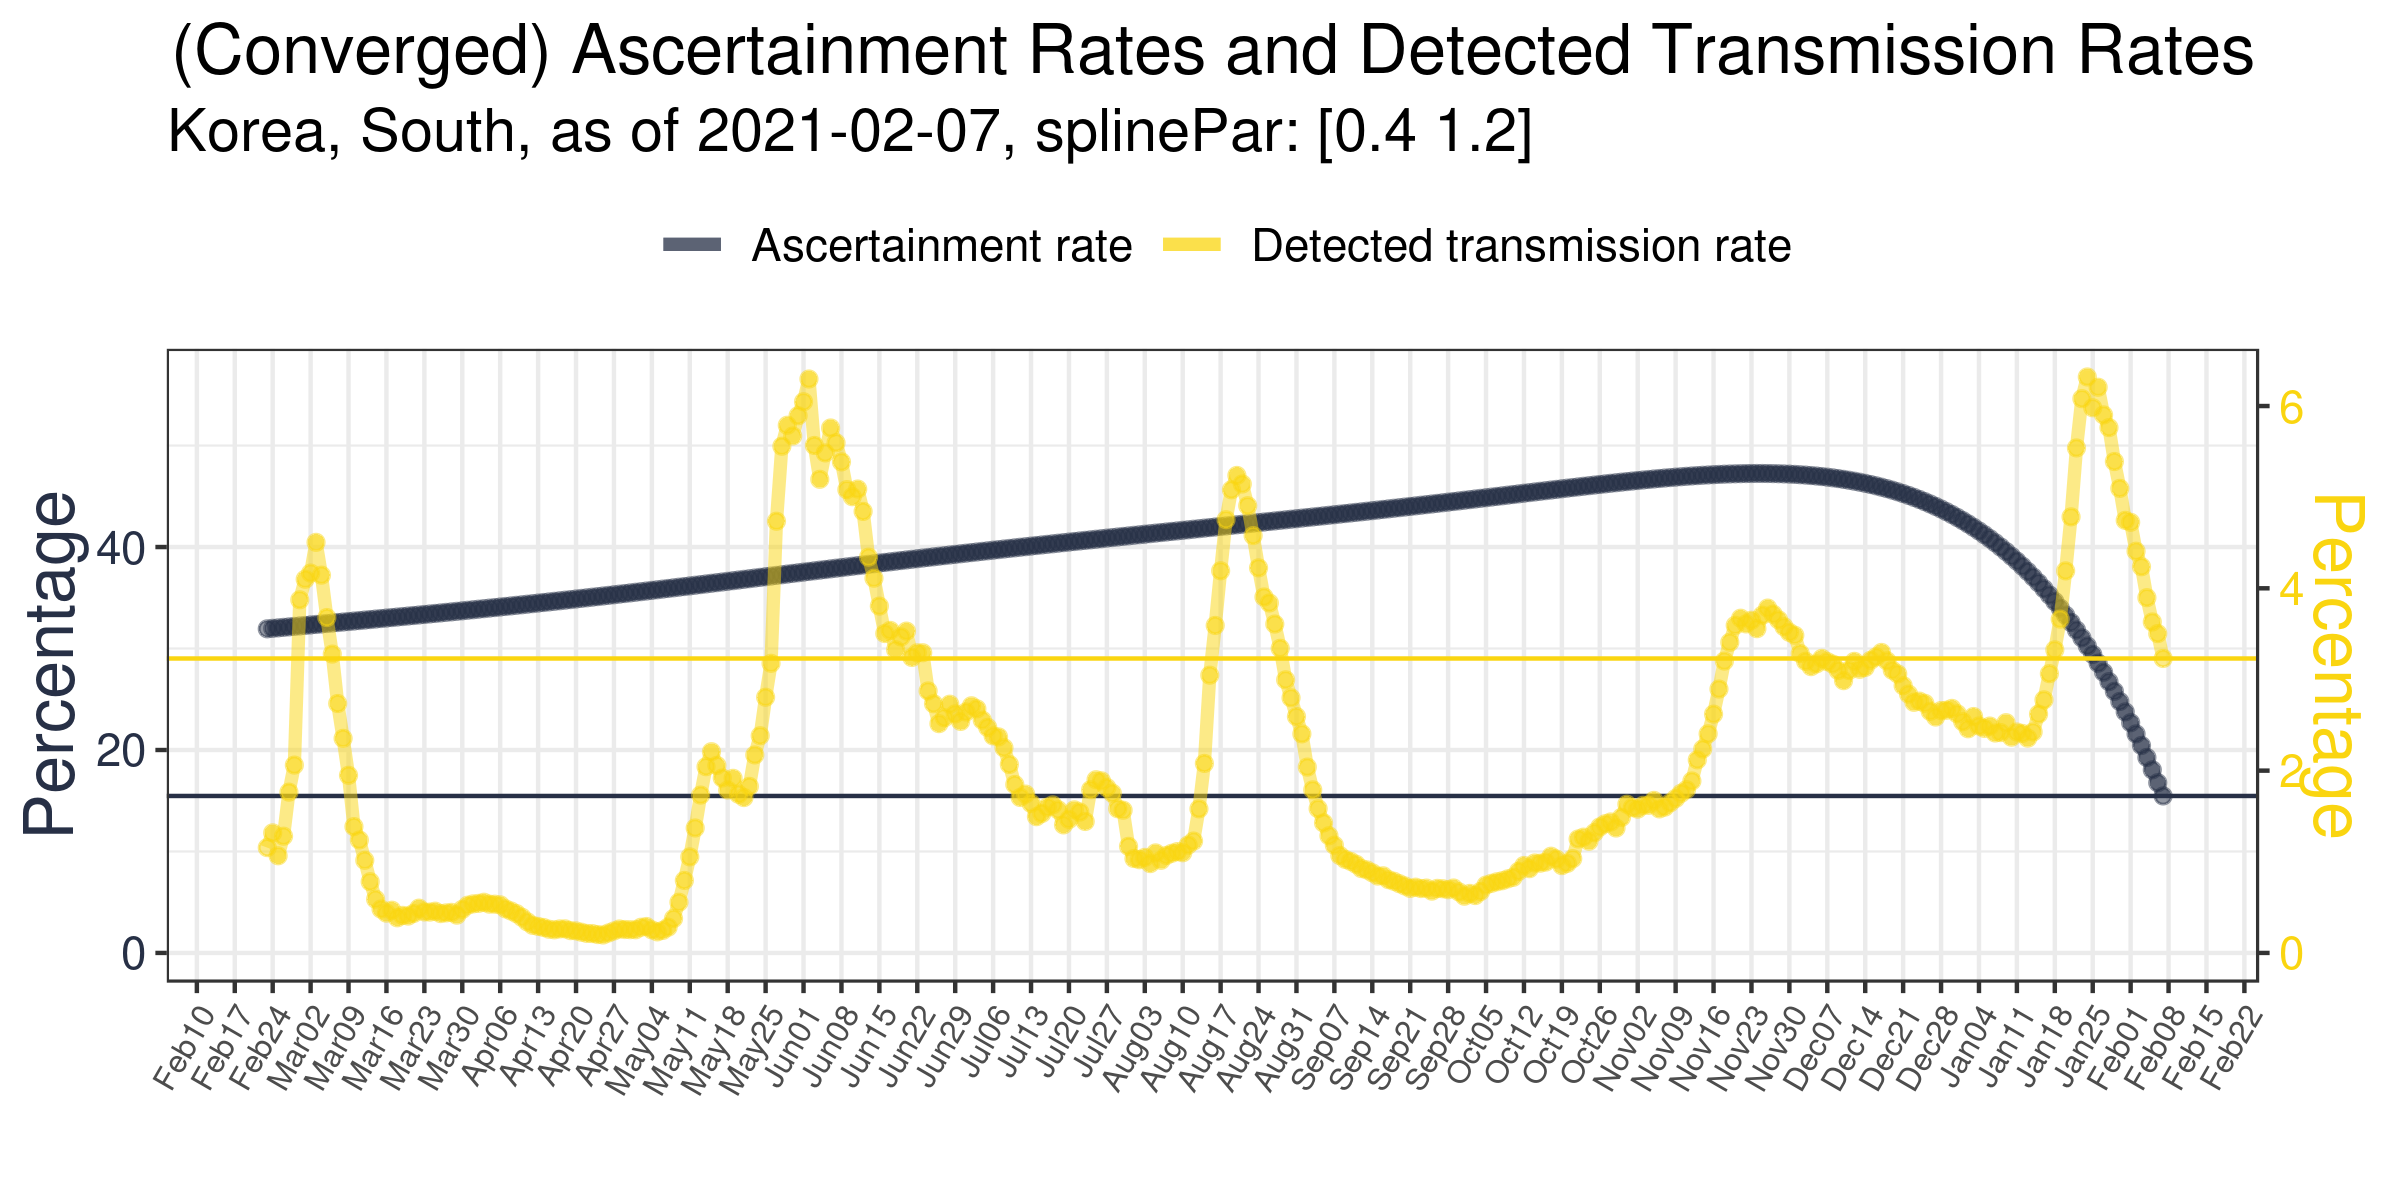 (Converged) Ascertainment Rates and Detected Transmission Rates
Korea, South, as of 2021-02-07, splinePar: [0.4 1.2]
Ascertainment rate Detected transmission rate
Percentage
40
20
0
6
4
2
0
Percentage
Feb10 Feb17 Feb24 Mar02 Mar09 Mar16 Mar23 Mar30 Apr06 Apr13 Apr20 Apr27 May04 May11 May18 May25 Jun01 Jun08 Jun15 Jun22 Jun29 Jul06 Jul13 Jul20 Jul27 Aug03 Aug10 Aug17 Aug24 Aug31 Sep07 Sep14 Sep21 Sep28 Oct05 Oct12 Oct19 Oct26 Nov02 Nov09 Nov16 Nov23 Nov30 Dec07 Dec14 Dec21 Dec28 Jan04 Jan11 Jan18 Jan25 Feb01 Feb08 Feb15 Feb22